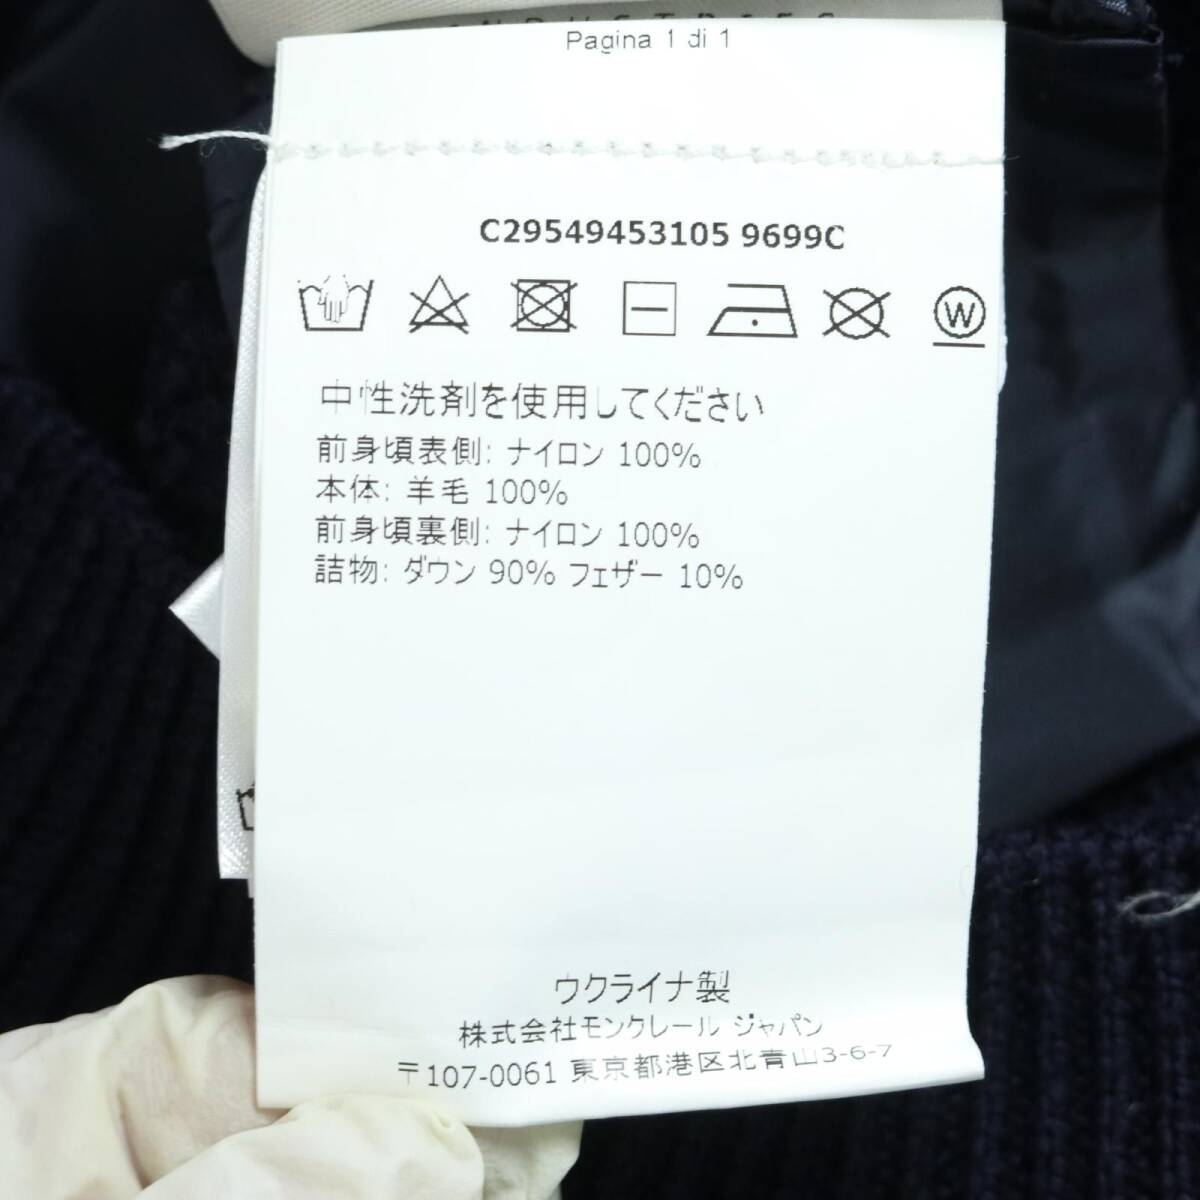 INDUSTRIES
Pagina 1 di 1
C29549453105 9699C
W
中性洗剤を使用してください
前身頃表側: ナイロン 100%
本体: 羊毛 100%
前身頃裏側: ナイロン 100%
詰物: ダウン 90% フェザー 10%
ウクライナ製
株式会社モンクレール ジャパン
〒107-0061 東京都港区北青山3-6-7